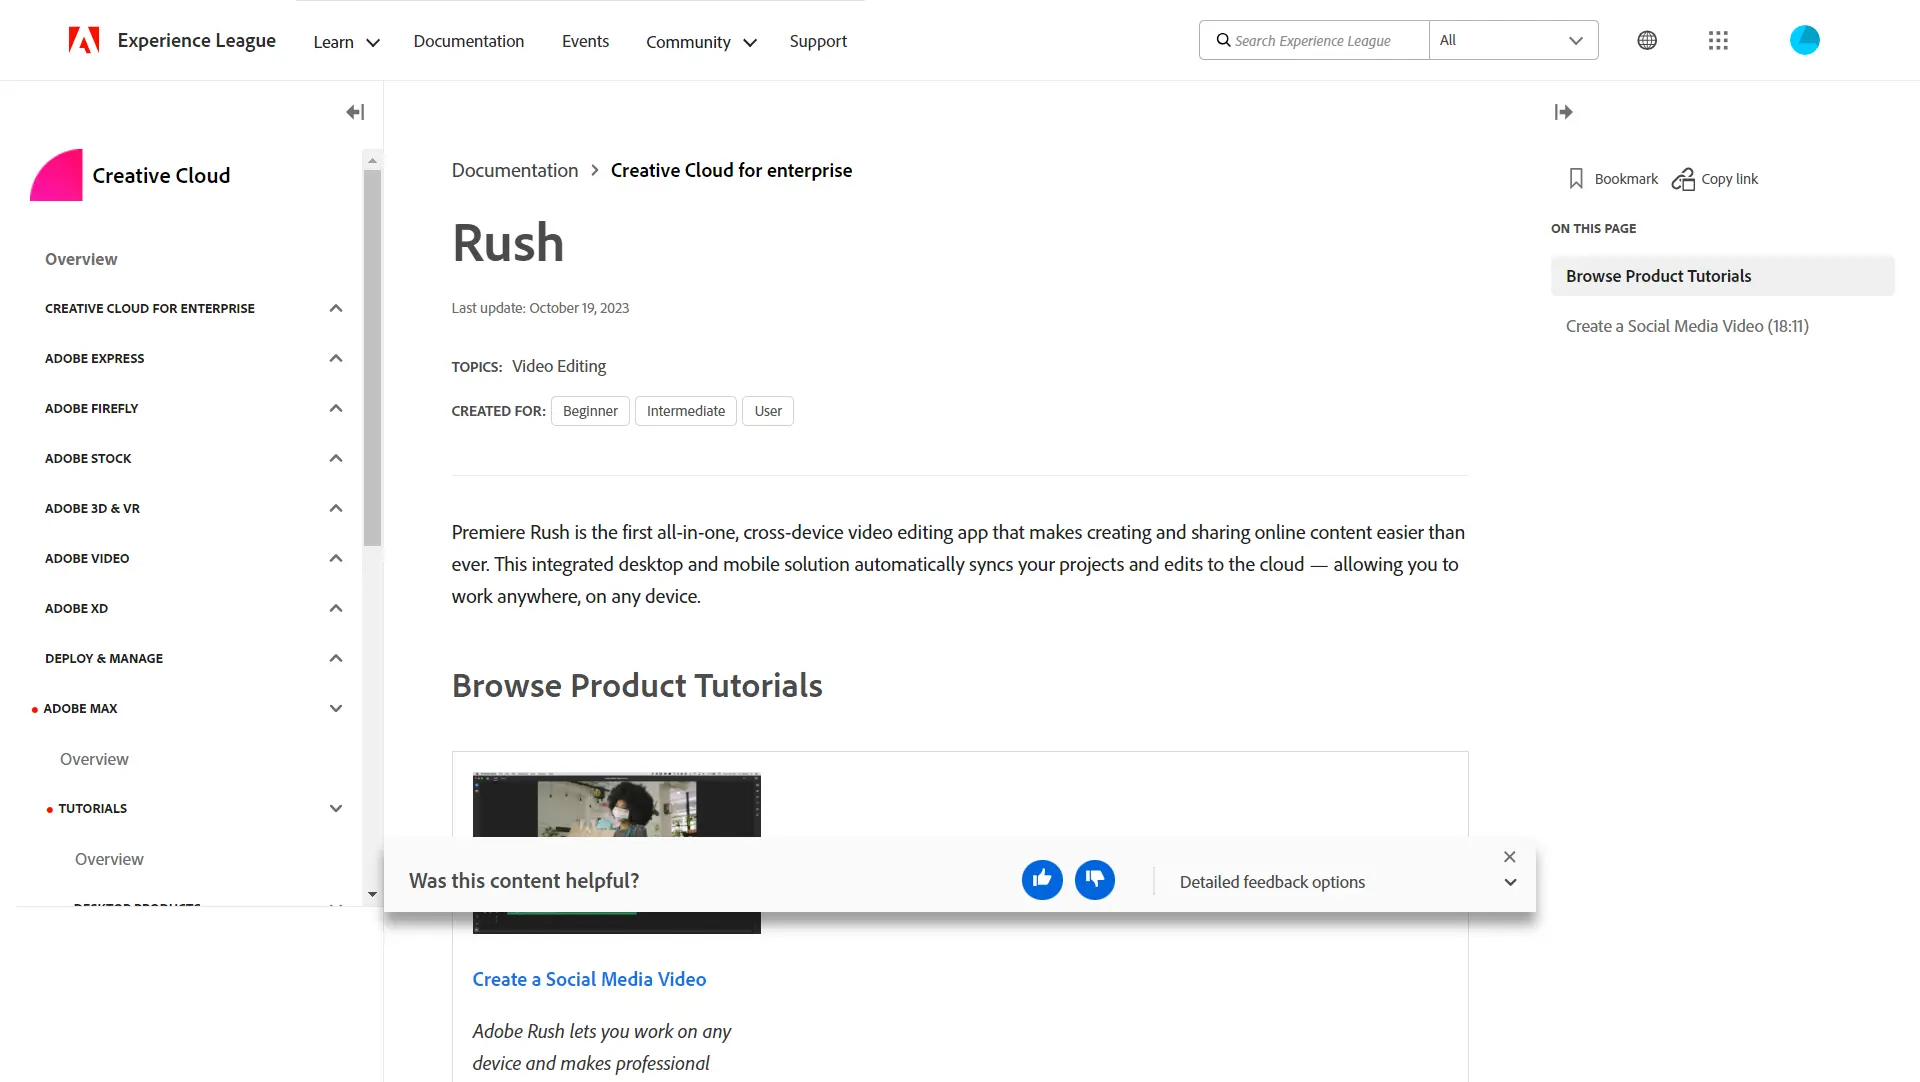 Experience League
Learn
Documentation
Events
Community
Support
Search Experience League
All
Creative Cloud
Overview
CREATIVE CLOUD FOR ENTERPRISE
ADOBE EXPRESS
ADOBE FIREFLY
ADOBE STOCK
ADOBE 3D & VR
ADOBE VIDEO
ADOBE XD
DEPLOY & MANAGE
ADOBE MAX
Overview
TUTORIALS
Overview
DESKTOP PRODUCTS
Documentation > Creative Cloud for enterprise
Rush
Last update: October 19, 2023
TOPICS: Video Editing
CREATED FOR: Beginner Intermediate User
Premiere Rush is the first all-in-one, cross-device video editing app that makes creating and sharing online content easier than
ever. This integrated desktop and mobile solution automatically syncs your projects and edits to the cloud — allowing you to
work anywhere, on any device.
Browse Product Tutorials
Create a Social Media Video
Adobe Rush lets you work on any
device and makes professional
Bookmark
Copy link
ON THIS PAGE
Browse Product Tutorials
Create a Social Media Video (18:11)
Was this content helpful?
Detailed feedback options